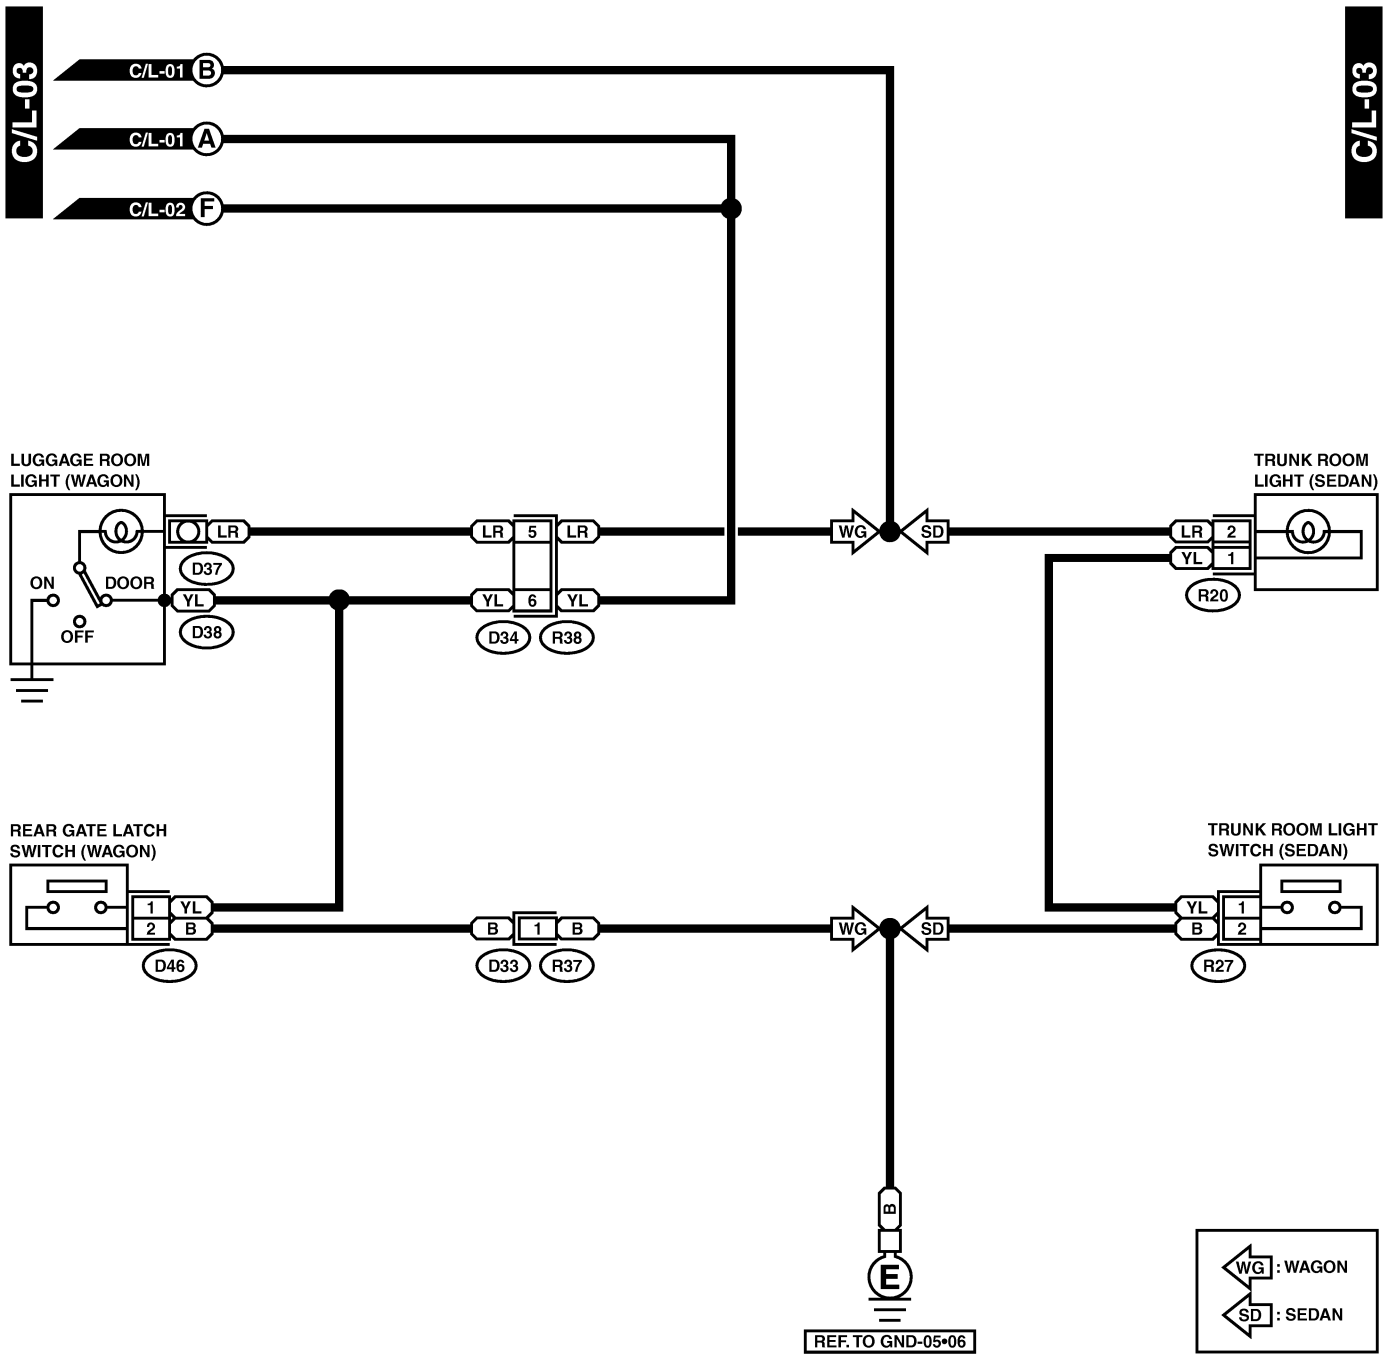 C/L-03
C/L-03
C/L-01 B
C/L-01 A
C/L-02 F
LUGGAGE ROOM
LIGHT (WAGON)
TRUNK ROOM
LIGHT (SEDAN)
LR
LR 5 LR
WG
SD
LR 2
YL 1
D37
R20
ON
DOOR
OFF
YL
YL 6 YL
D38
D34
R38
REAR GATE LATCH
SWITCH (WAGON)
TRUNK ROOM LIGHT
SWITCH (SEDAN)
1 YL
2 B
B 1 B
WG
SD
YL 1
B 2
D46
D33
R37
R27
B
E
REF. TO GND-05•06
WG : WAGON
SD : SEDAN